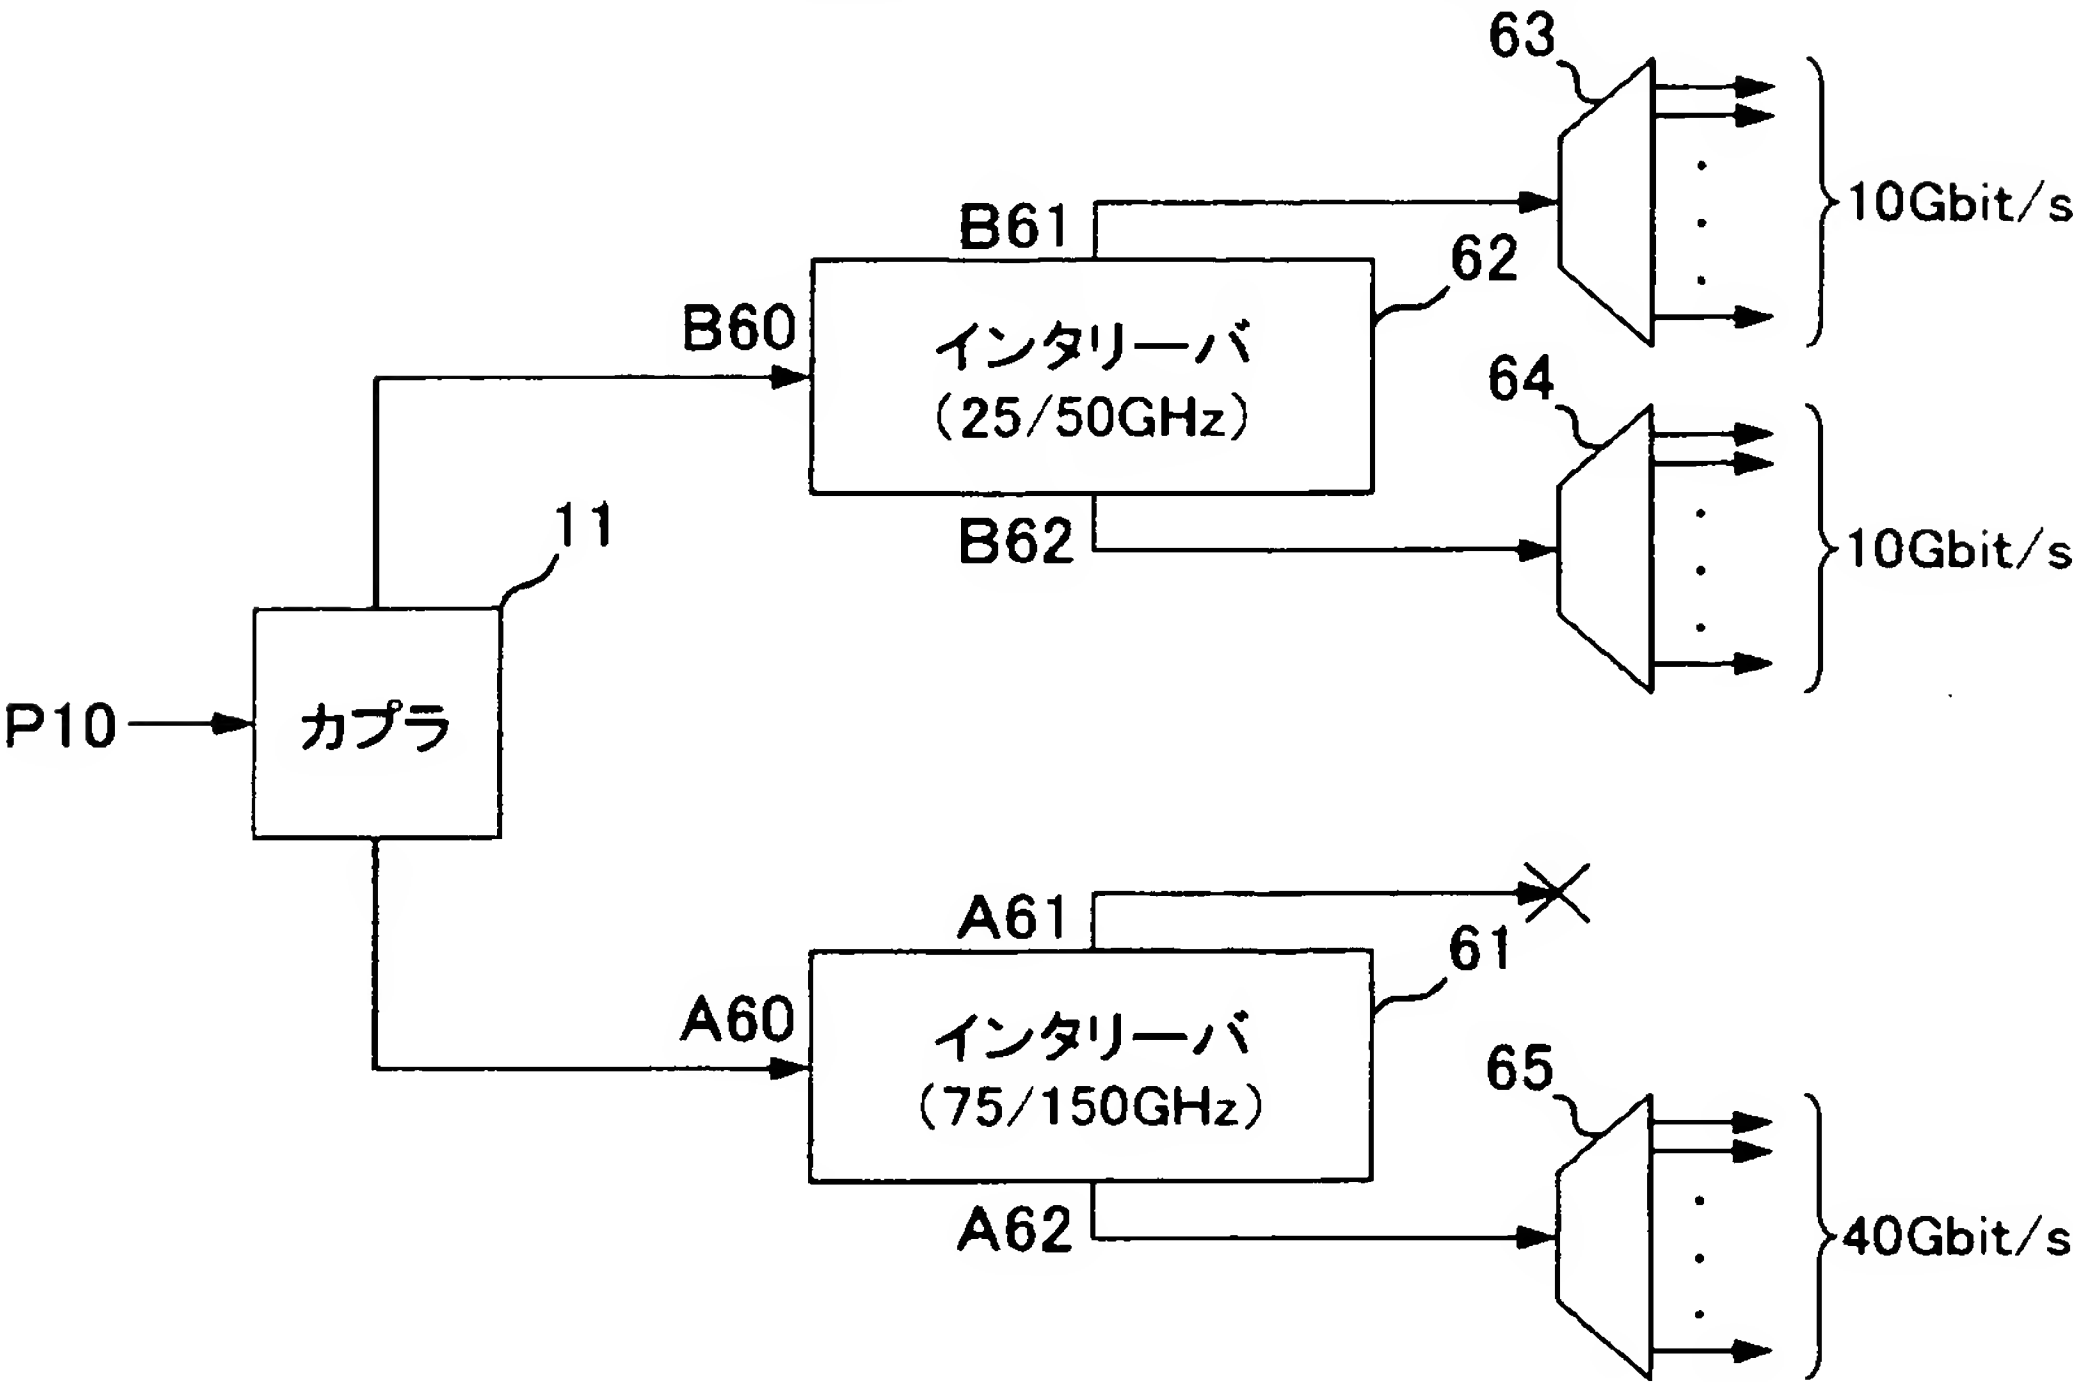 63
10Gbit/s
B61
62
B60
インタリーバ
(25/50GHz)
64
B62
10Gbit/s
11
P10
カプラ
A61
61
A60
インタリーバ
(75/150GHz)
65
A62
40Gbit/s